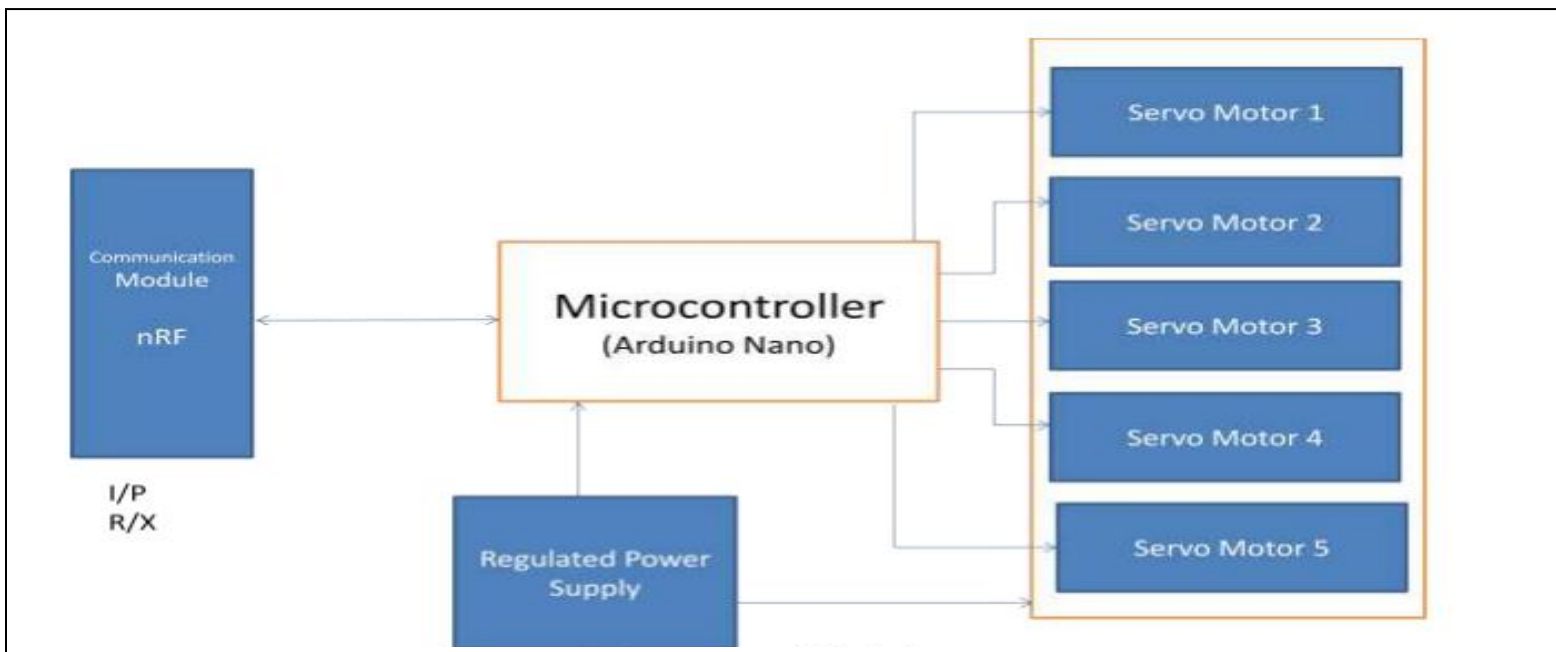 Servo Motor 1
Servo Motor 2
Communication
Module
nRF
Microcontroller
(Arduino Nano)
Servo Motor 3
Servo Motor 4
I/P
R/X
Regulated Power
Supply
Servo Motor 5